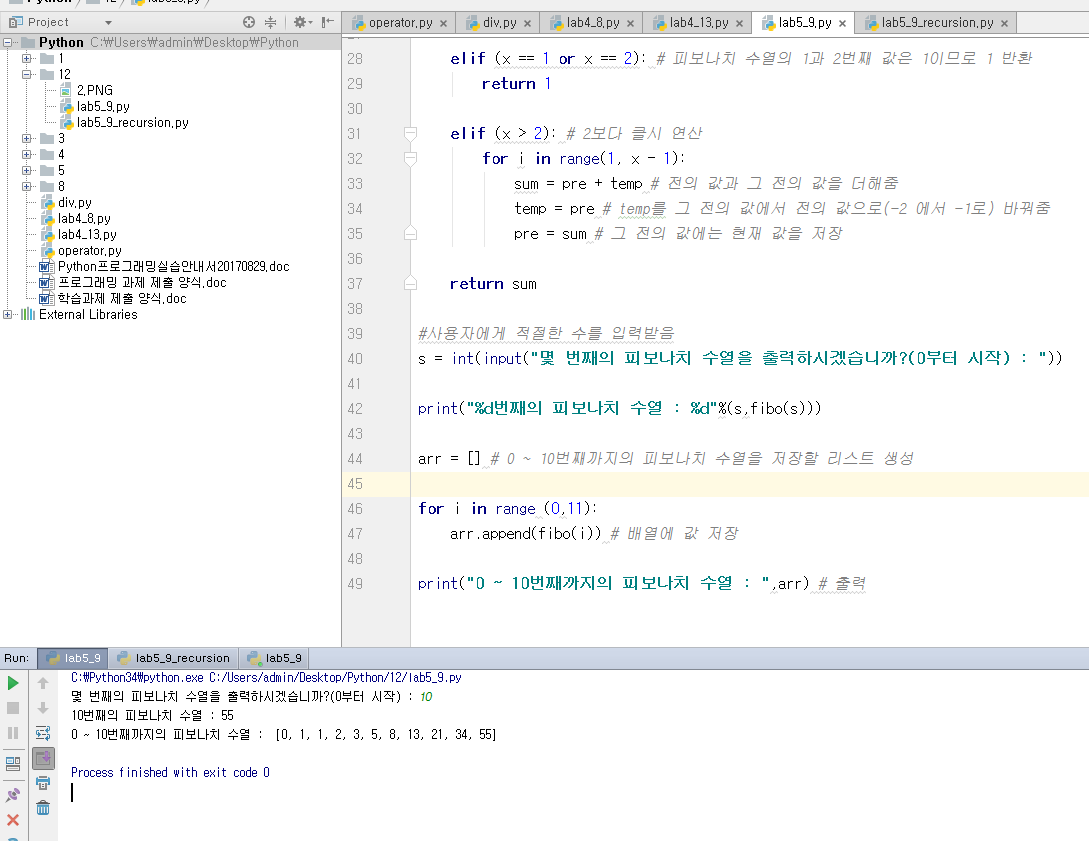 Project
operator.py
div.py
lab4_8.py
lab4_13.py
lab5_9.py
lab5_9_recursion.py
Python C:₩Users₩admin₩Desktop₩Python
1
12
2.PNG
lab5_9.py
lab5_9_recursion.py
3
4
5
8
div.py
lab4_8.py
lab4_13.py
operator.py
Python프로그래밍실습안내서20170829.doc
프로그래밍 과제 제출 양식.doc
학습과제 제출 양식.doc
External Libraries
28 elif (x == 1 or x == 2): # 피보나치 수열의 1과 2번째 값은 1이므로 1 반환
29 return 1
30
31 elif (x > 2): # 2보다 클시 연산
32 for i in range(1, x - 1):
33 sum = pre + temp # 전의 값과 그 전의 값을 더해줌
34 temp = pre # temp를 그 전의 값에서 전의 값으로(-2 에서 -1로) 바꿔줌
35 pre = sum # 그 전의 값에는 현재 값을 저장
36
37 return sum
38
39 #사용자에게 적절한 수를 입력받음
40 s = int(input("몇 번째의 피보나치 수열을 출력하시겠습니까?(0부터 시작) : "))
41
42 print("%d번째의 피보나치 수열 : %d"%(s,fibo(s)))
43
44 arr = [] # 0 ~ 10번째까지의 피보나치 수열을 저장할 리스트 생성
45
46 for i in range (0,11):
47 arr.append(fibo(i)) # 배열에 값 저장
48
49 print("0 ~ 10번째까지의 피보나치 수열 : ",arr) # 출력
Run: lab5_9 lab5_9_recursion lab5_9
C:₩Python34₩python.exe C:/Users/admin/Desktop/Python/12/lab5_9.py
몇 번째의 피보나치 수열을 출력하시겠습니까?(0부터 시작) : 10
10번째의 피보나치 수열 : 55
0 ~ 10번째까지의 피보나치 수열 : [0, 1, 1, 2, 3, 5, 8, 13, 21, 34, 55]
Process finished with exit code 0